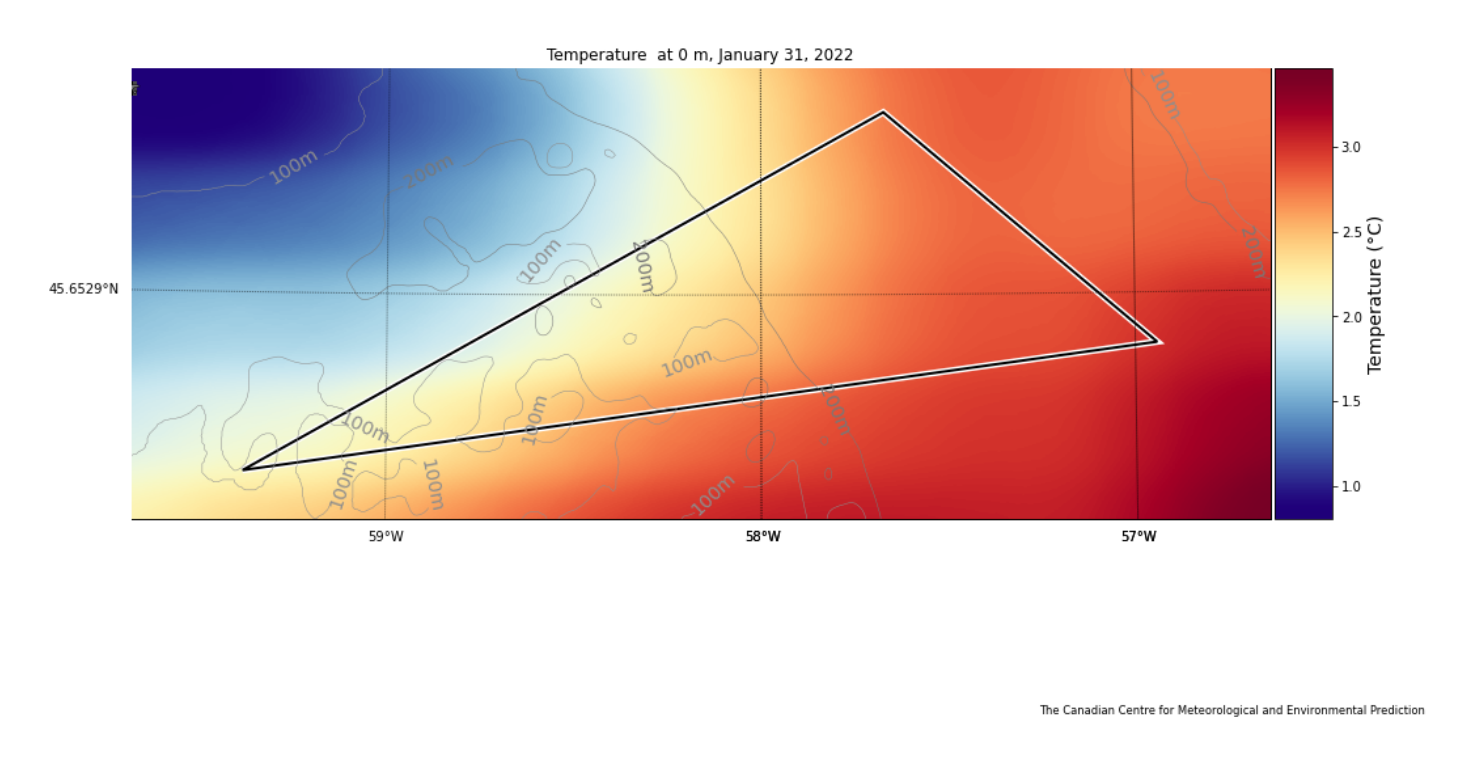 Temperature at 0 m, January 31, 2022
100m
100m
200m
3.0
100m
200m
2.5
100m
200m
45.6529°N
2.0
100m
200m
1.5
100m
100m
100m
100m
100m
1.0
Temperature (°C)
59°W
58°W
57°W
The Canadian Centre for Meteorological and Environmental Prediction